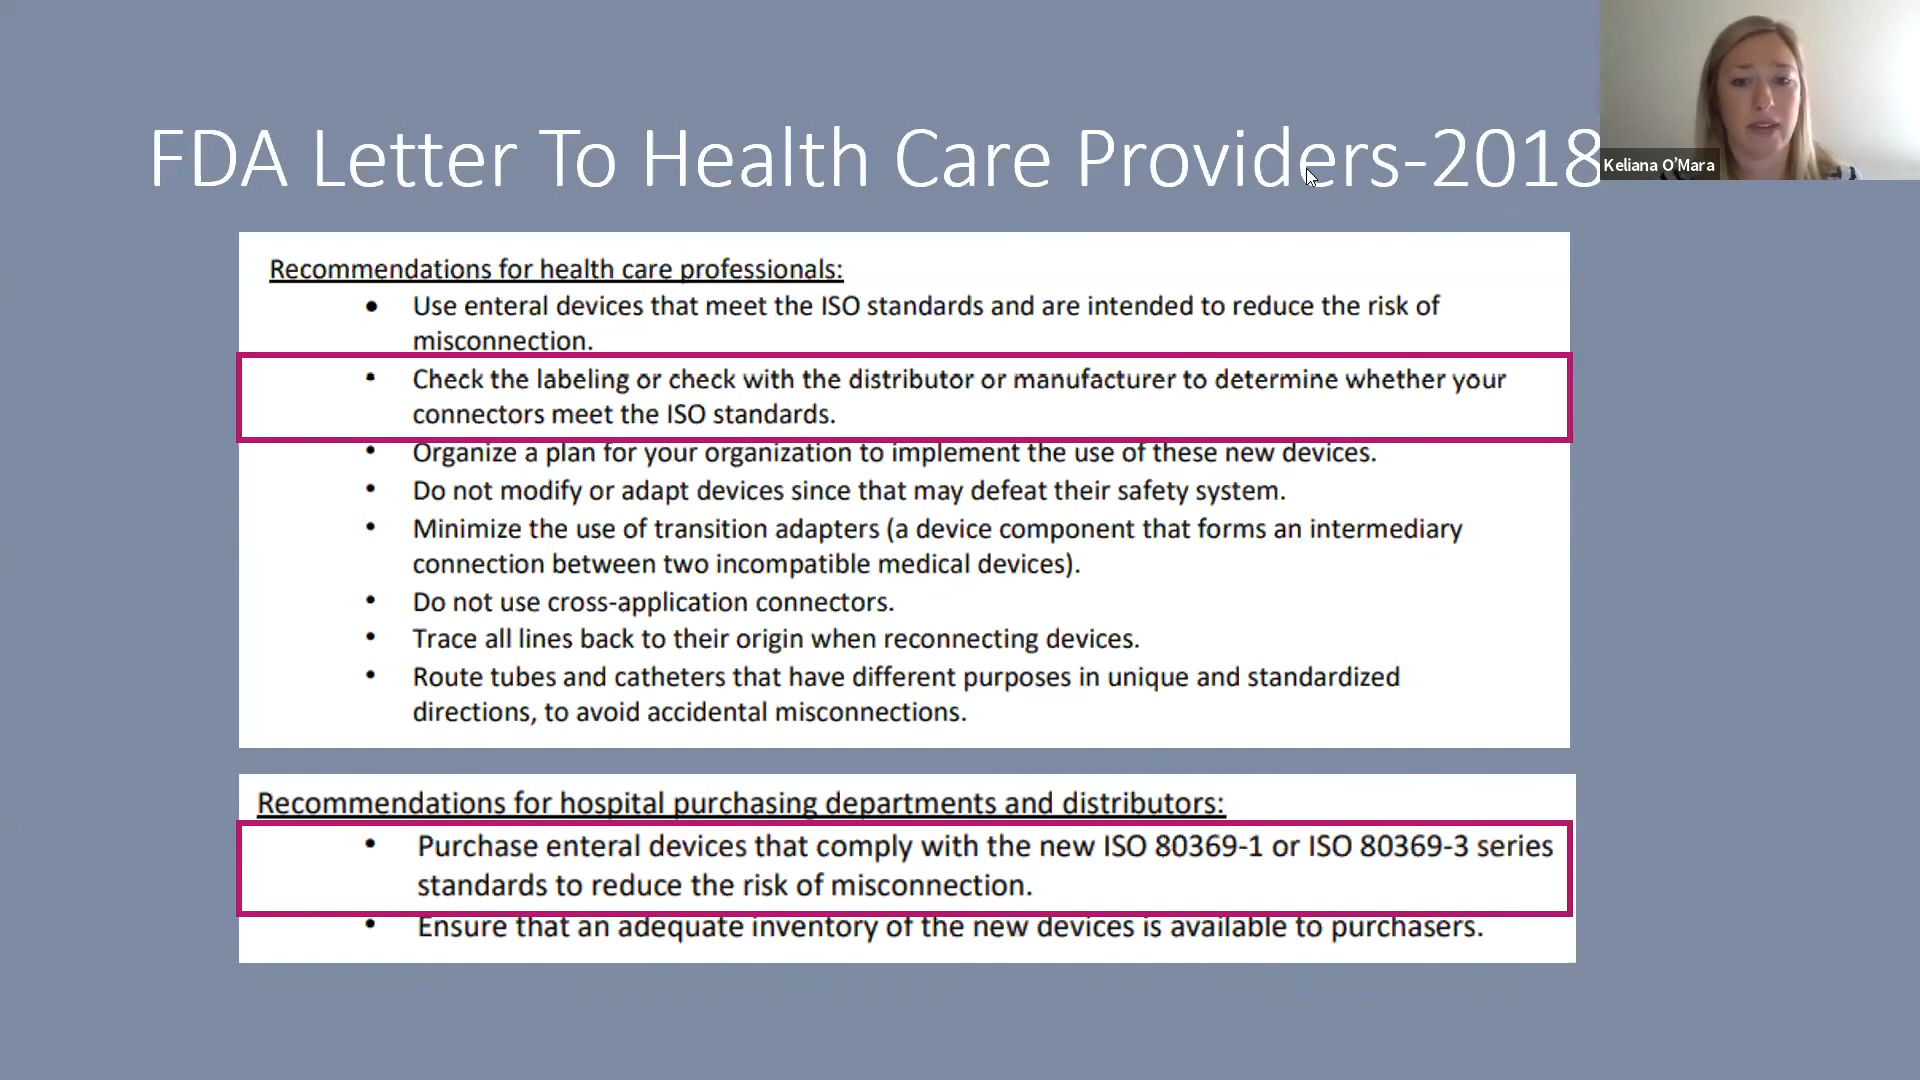 FDA Letter To Health Care Providers-2018
Keliana O’Mara
Recommendations for health care professionals:
• Use enteral devices that meet the ISO standards and are intended to reduce the risk of
misconnection.
• Check the labeling or check with the distributor or manufacturer to determine whether your
connectors meet the ISO standards.
• Organize a plan for your organization to implement the use of these new devices.
• Do not modify or adapt devices since that may defeat their safety system.
• Minimize the use of transition adapters (a device component that forms an intermediary
connection between two incompatible medical devices).
• Do not use cross-application connectors.
• Trace all lines back to their origin when reconnecting devices.
• Route tubes and catheters that have different purposes in unique and standardized
directions, to avoid accidental misconnections.
Recommendations for hospital purchasing departments and distributors:
• Purchase enteral devices that comply with the new ISO 80369-1 or ISO 80369-3 series
standards to reduce the risk of misconnection.
• Ensure that an adequate inventory of the new devices is available to purchasers.